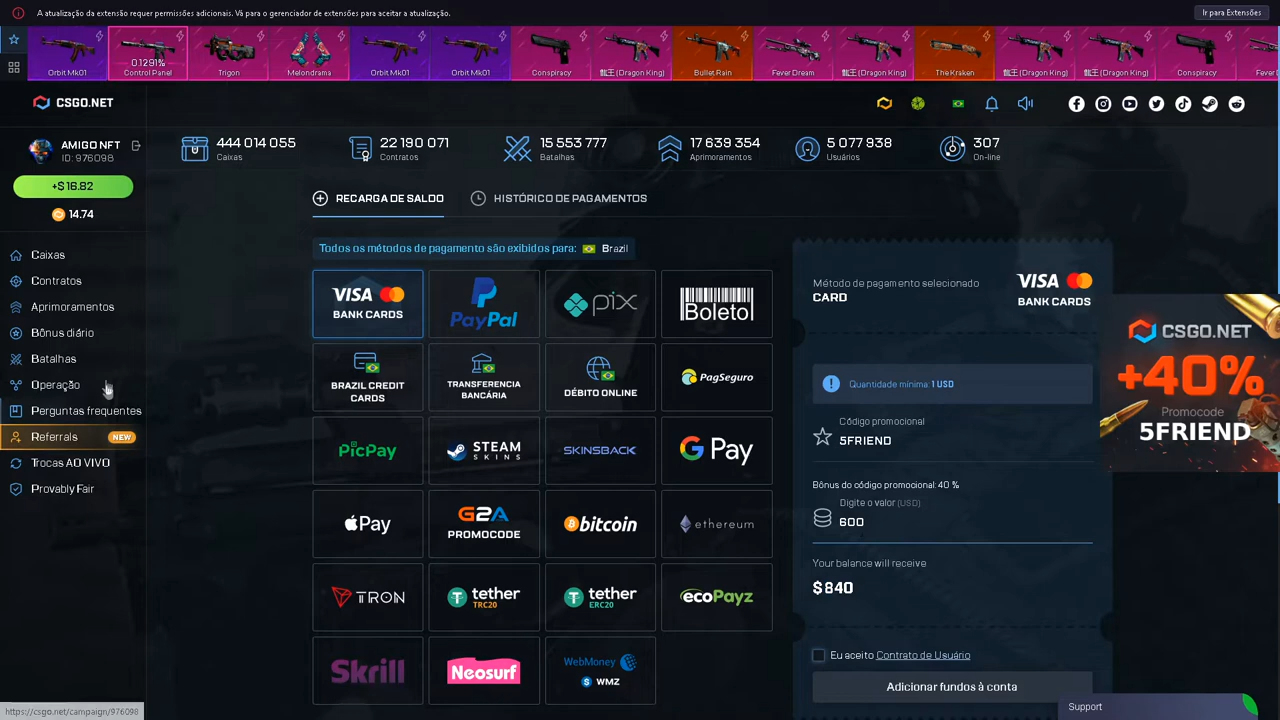 A atualização da extensão requer permissões adicionais. Vá para o gerenciador de extensões para aceitar a atualização.
Ir para Extensões
Orbit Mk01
0.1291%
Control Panel
Trigon
Melondrama
Orbit Mk01
Orbit Mk01
Conspiracy
龍王 (Dragon King)
Bullet Rain
Fever Dream
龍王 (Dragon King)
The Kraken
龍王 (Dragon King)
龍王 (Dragon King)
Conspiracy
Fever D
CSGO.NET
AMIGO NFT
ID: 976098
+$ 16.82
14.74
444 014 055
Caixas
22 190 071
Contratos
15 553 777
Batalhas
17 639 354
Aprimoramentos
5 077 938
Usuários
307
On-line
Caixas
Contratos
Aprimoramentos
Bônus diário
Batalhas
Operação
Perguntas frequentes
Referrals NEW
Trocas AO VIVO
Provably Fair
RECARGA DE SALDO
HISTÓRICO DE PAGAMENTOS
Todos os métodos de pagamento são exibidos para: Brazil
VISA
BANK CARDS
PayPal
pix
Boleto
BRAZIL CREDIT
CARDS
TRANSFERENCIA
BANCÁRIA
DÉBITO ONLINE
PagSeguro
PicPay
STEAM
SKINS
SKINSBACK
G Pay
Pay
G2A
PROMOCODE
bitcoin
ethereum
TRON
tether
TRC20
tether
ERC20
ecoPayz
Skrill
Neosurf
WebMoney
WMZ
Método de pagamento selecionado
CARD
VISA
BANK CARDS
Quantidade mínima: 1 USD
Código promocional
5FRIEND
Bônus do código promocional: 40 %
Digite o valor (USD)
600
Your balance will receive
$ 840
Eu aceito Contrato de Usuário
Adicionar fundos à conta
CSGO.NET
+40%
Promocode
5FRIEND
Support
https://csgo.net/campaign/976098